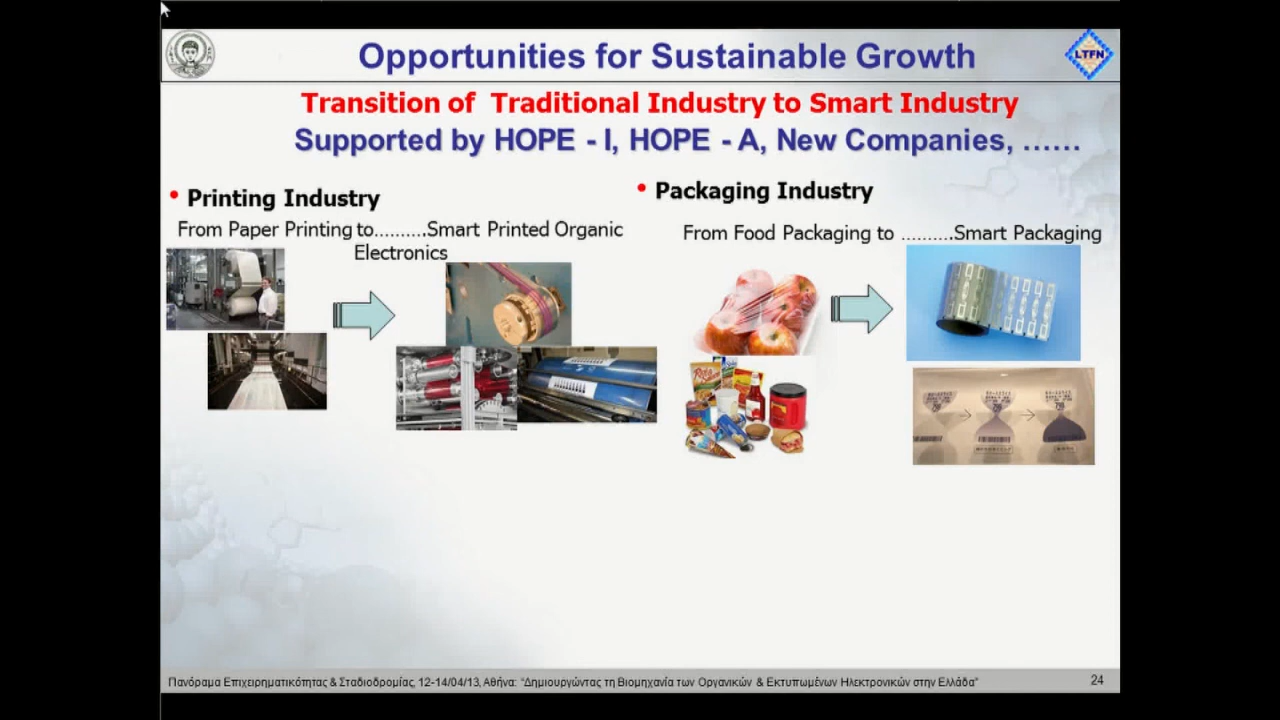 Opportunities for Sustainable Growth
LTFN
Transition of Traditional Industry to Smart Industry
Supported by HOPE - I, HOPE - A, New Companies, ......
• Printing Industry
From Paper Printing to..........Smart Printed Organic
Electronics
• Packaging Industry
From Food Packaging to ..........Smart Packaging
Πανόραμα Επιχειρηματικότητας & Σταδιοδρομίας, 12-14/04/13, Αθήνα: “Δημιουργώντας τη Βιομηχανία των Οργανικών & Εκτυπωμένων Ηλεκτρονικών στην Ελλάδα”
24